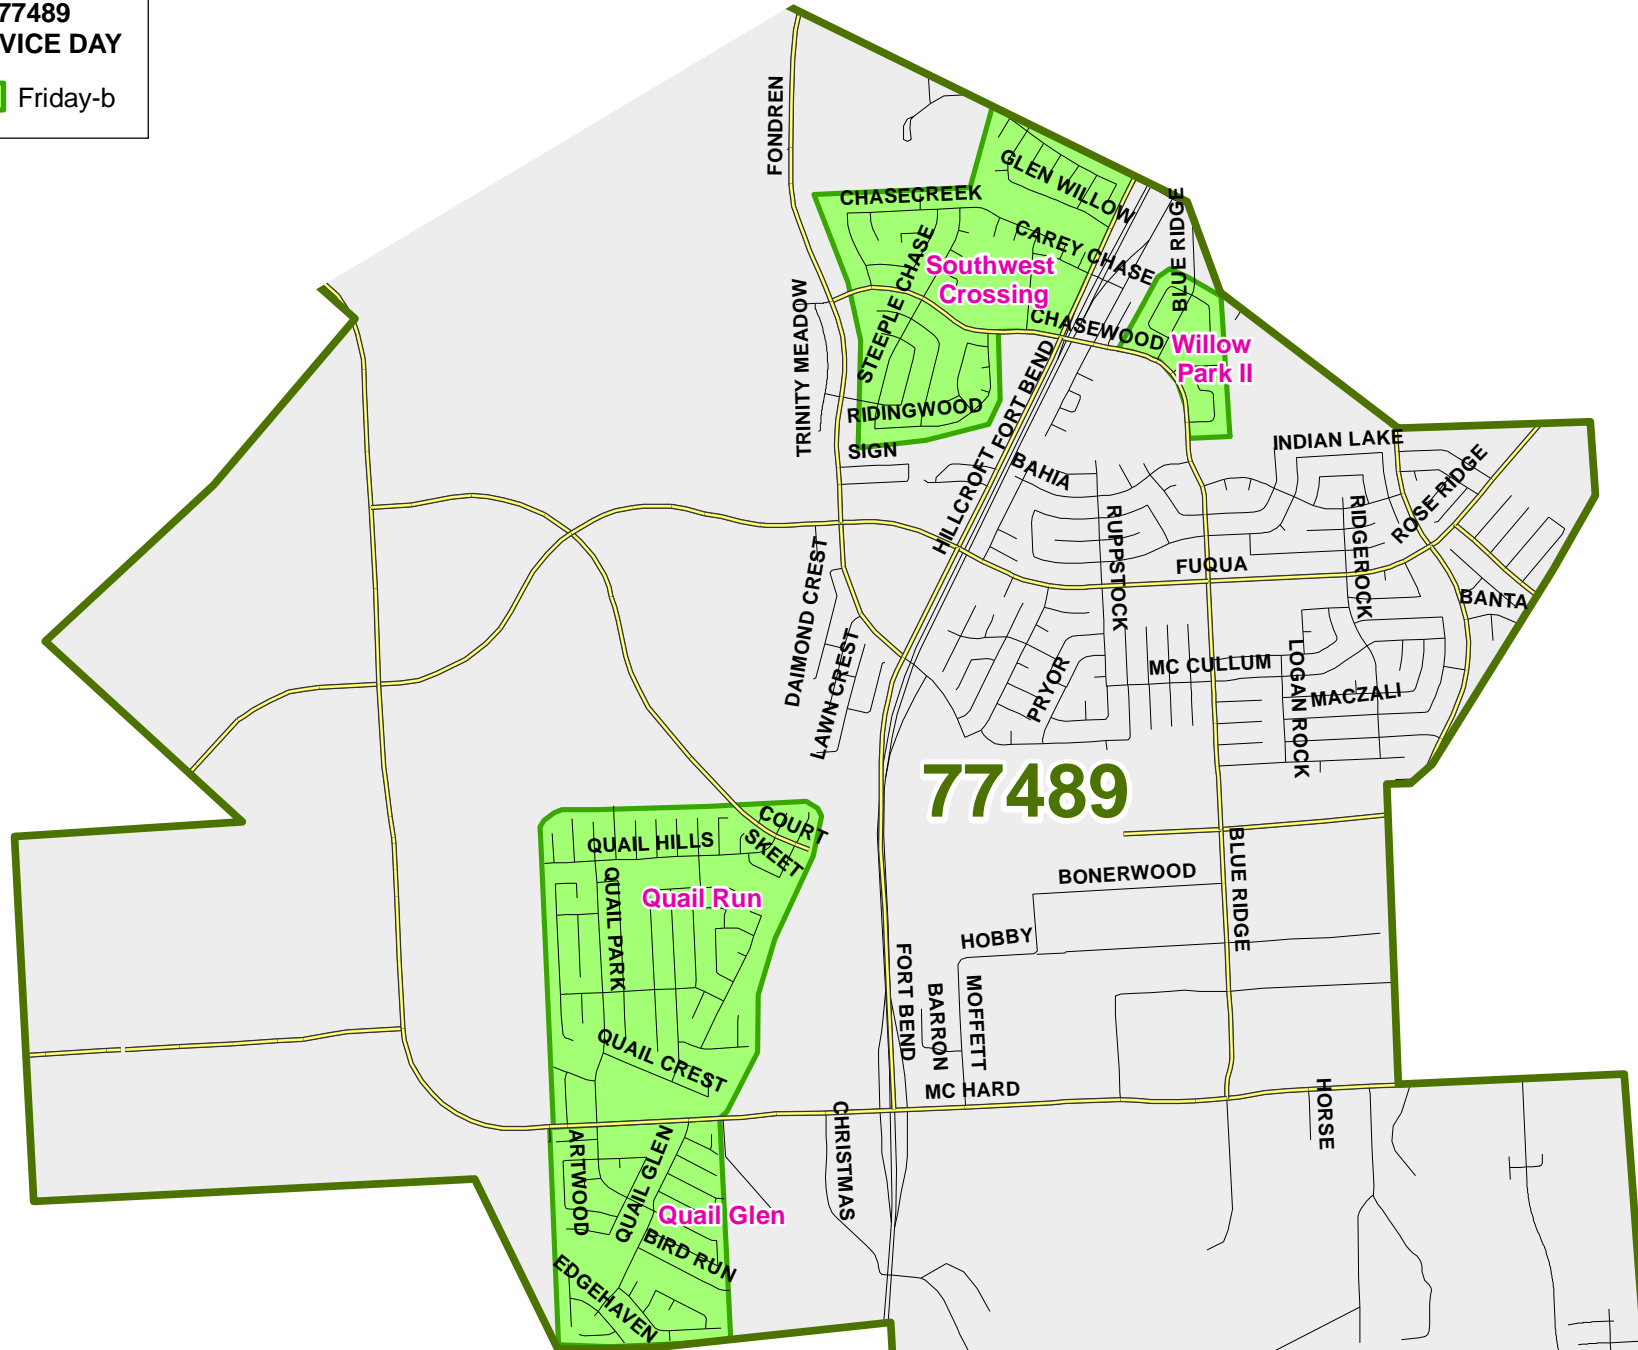 77489
VICE DAY
Friday-b
FONDREN
GLEN WILLOW
CHASECREEK
BLUE RIDGE
CAREY CHASE
STEEPLE CHASE
Southwest
Crossing
TRINITY MEADOW
CHASEWOOD
Willow
Park II
HILLCROFT FORT BEND
RIDINGWOOD
SIGN
INDIAN LAKE
BAHIA
ROSE RIDGE
RIDGEROCK
RUPPSTOCK
FUQUA
DAIMOND CREST
BANTA
LAWN CREST
PRYOR
MC CULLUM
LOGAN ROCK
MACZALI
77489
COURT
SKEET
QUAIL HILLS
BLUE RIDGE
QUAIL PARK
Quail Run
BONERWOOD
HOBBY
FORT BEND
BARRON
MOFFETT
QUAIL CREST
MC HARD
HORSE
CHRISTMAS
ARTWOOD
QUAIL GLEN
Quail Glen
BIRD RUN
EDGEHAVEN